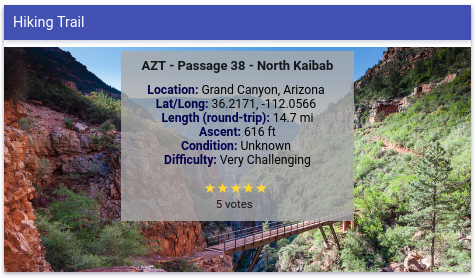 Hiking Trail
AZT - Passage 38 - North Kaibab
Location: Grand Canyon, Arizona
Lat/Long: 36.2171, -112.0566
Length (round-trip): 14.7 mi
Ascent: 616 ft
Condition: Unknown
Difficulty: Very Challenging
5 votes